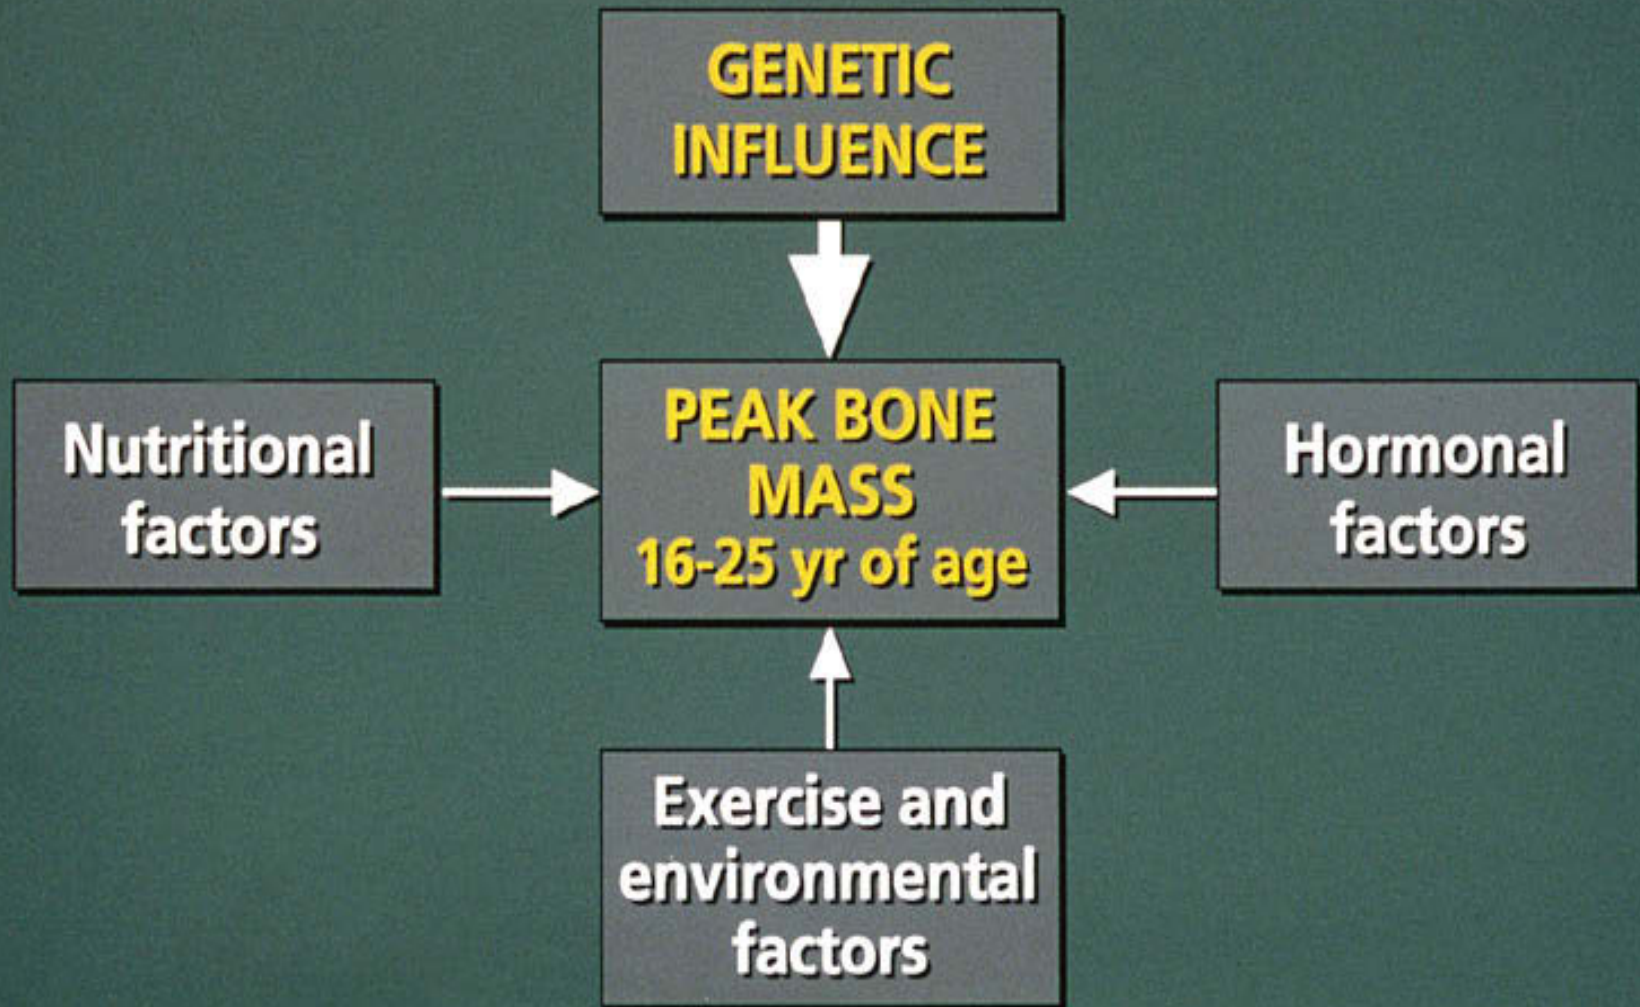 GENETIC
INFLUENCE
Nutritional
factors
PEAK BONE
MASS
16-25 yr of age
Hormonal
factors
Exercise and
environmental
factors